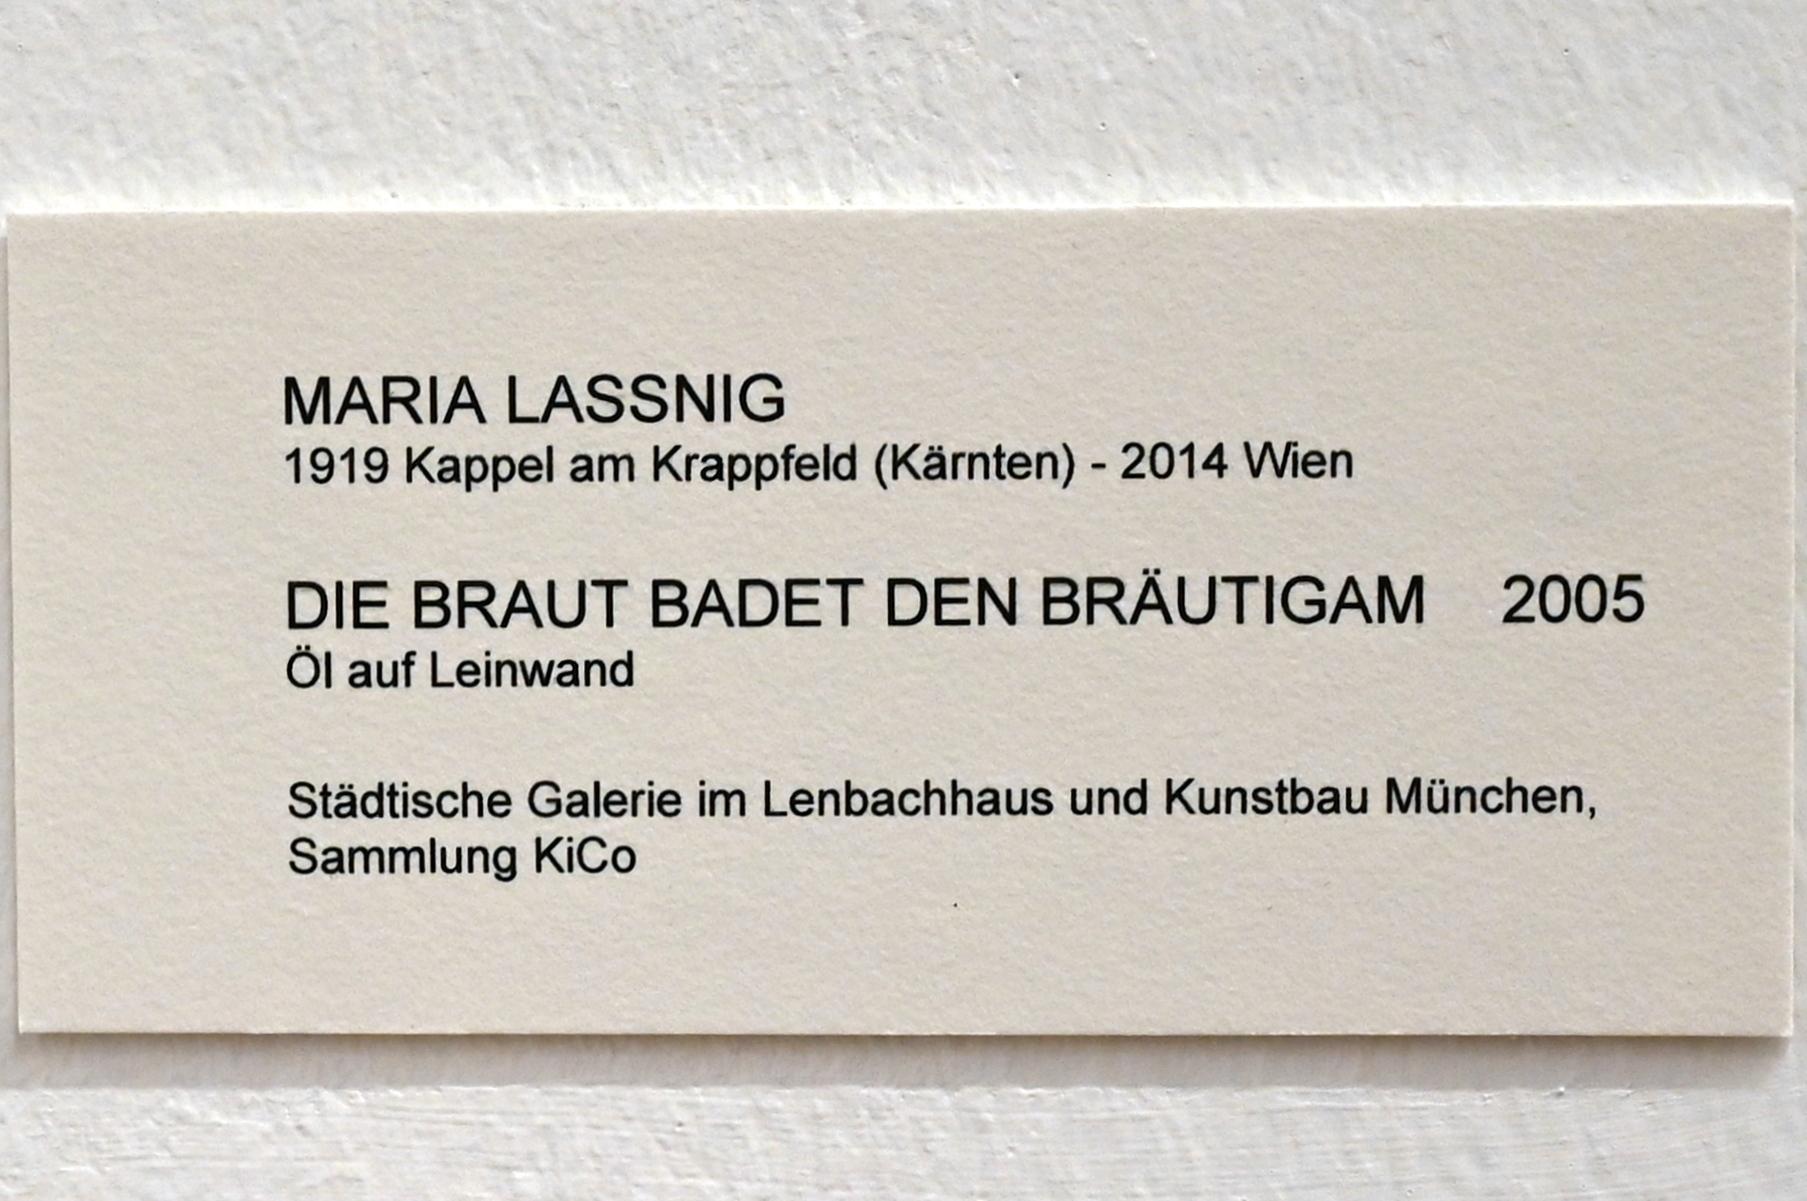 MARIA LASSNIG
1919 Kappel am Krappfeld (Kärnten) - 2014 Wien
DIE BRAUT BADET DEN BRÄUTIGAM 2005
Öl auf Leinwand
Städtische Galerie im Lenbachhaus und Kunstbau München,
Sammlung KiCo